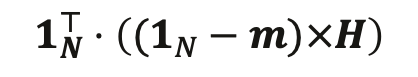 𝟏_𝑵^⊤ · ((𝟏_N − 𝒎)×𝑯)